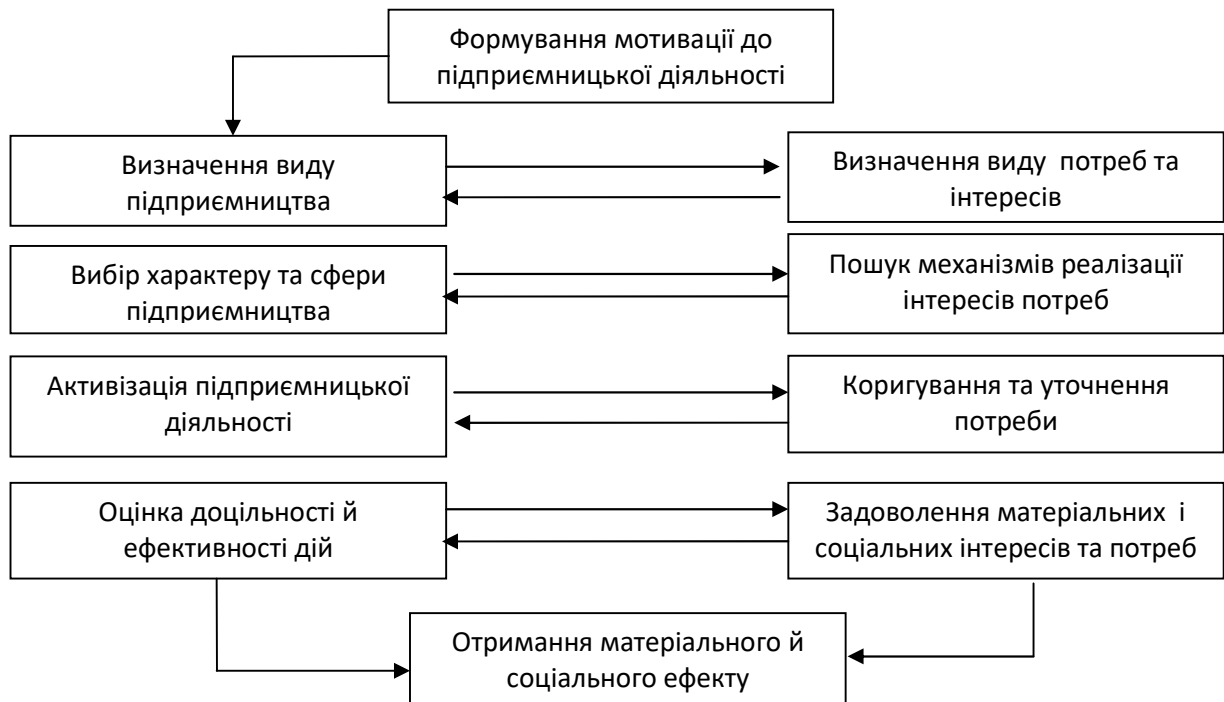 Формування мотивації до
підприємницької діяльності
Визначення виду
підприємництва
Визначення виду  потреб та
інтересів
Вибір характеру та сфери
підприємництва
Пошук механізмів реалізації
інтересів потреб
Активізація підприємницької
діяльності
Коригування та уточнення
потреби
Оцінка доцільності й
ефективності дій
Задоволення матеріальних  і
соціальних інтересів та потреб
Отримання матеріального й
соціального ефекту